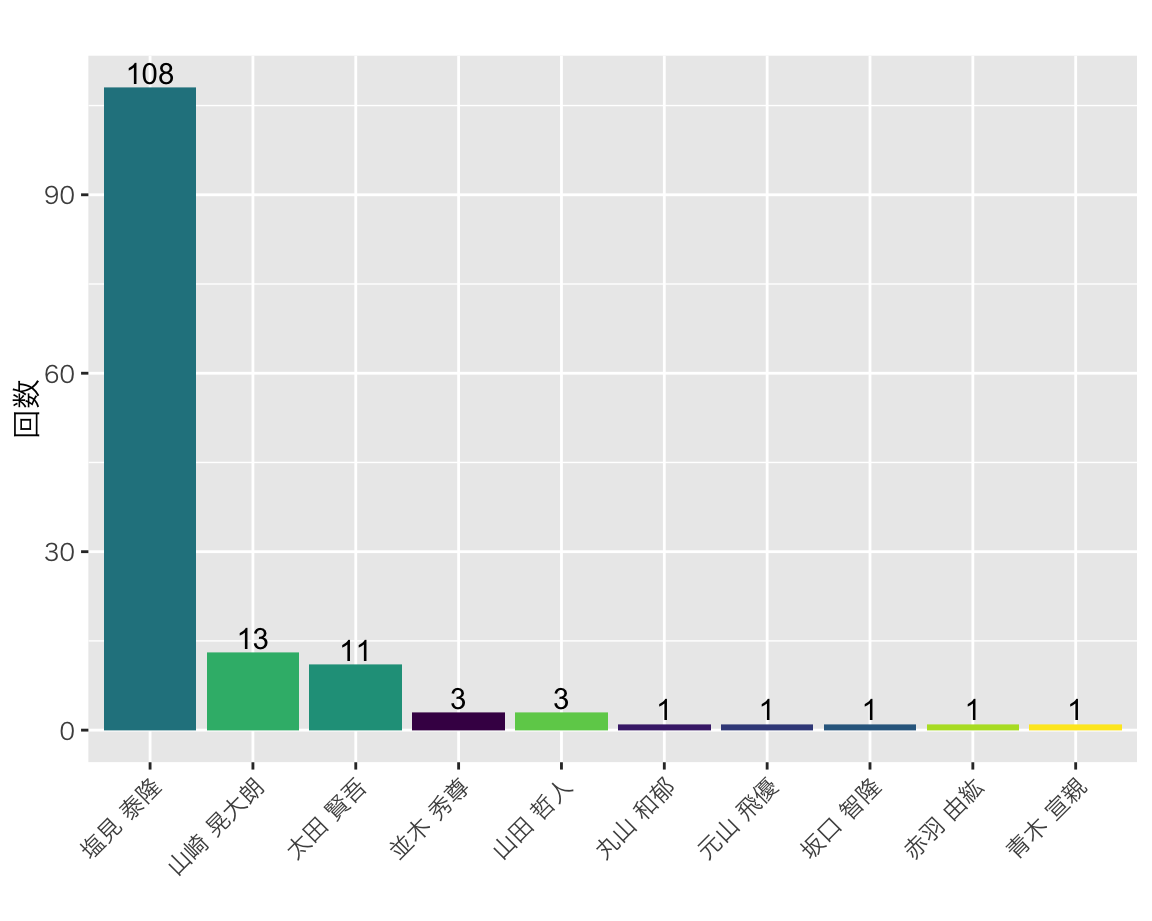 回数
90
60
30
0
108
13
11
3
3
1
1
1
1
1
塩見 泰隆
山崎 晃大朗
太田 賢吾
並木 秀尊
山田 哲人
丸山 和郁
元山 飛優
坂口 智隆
赤羽 由紘
青木 宣親